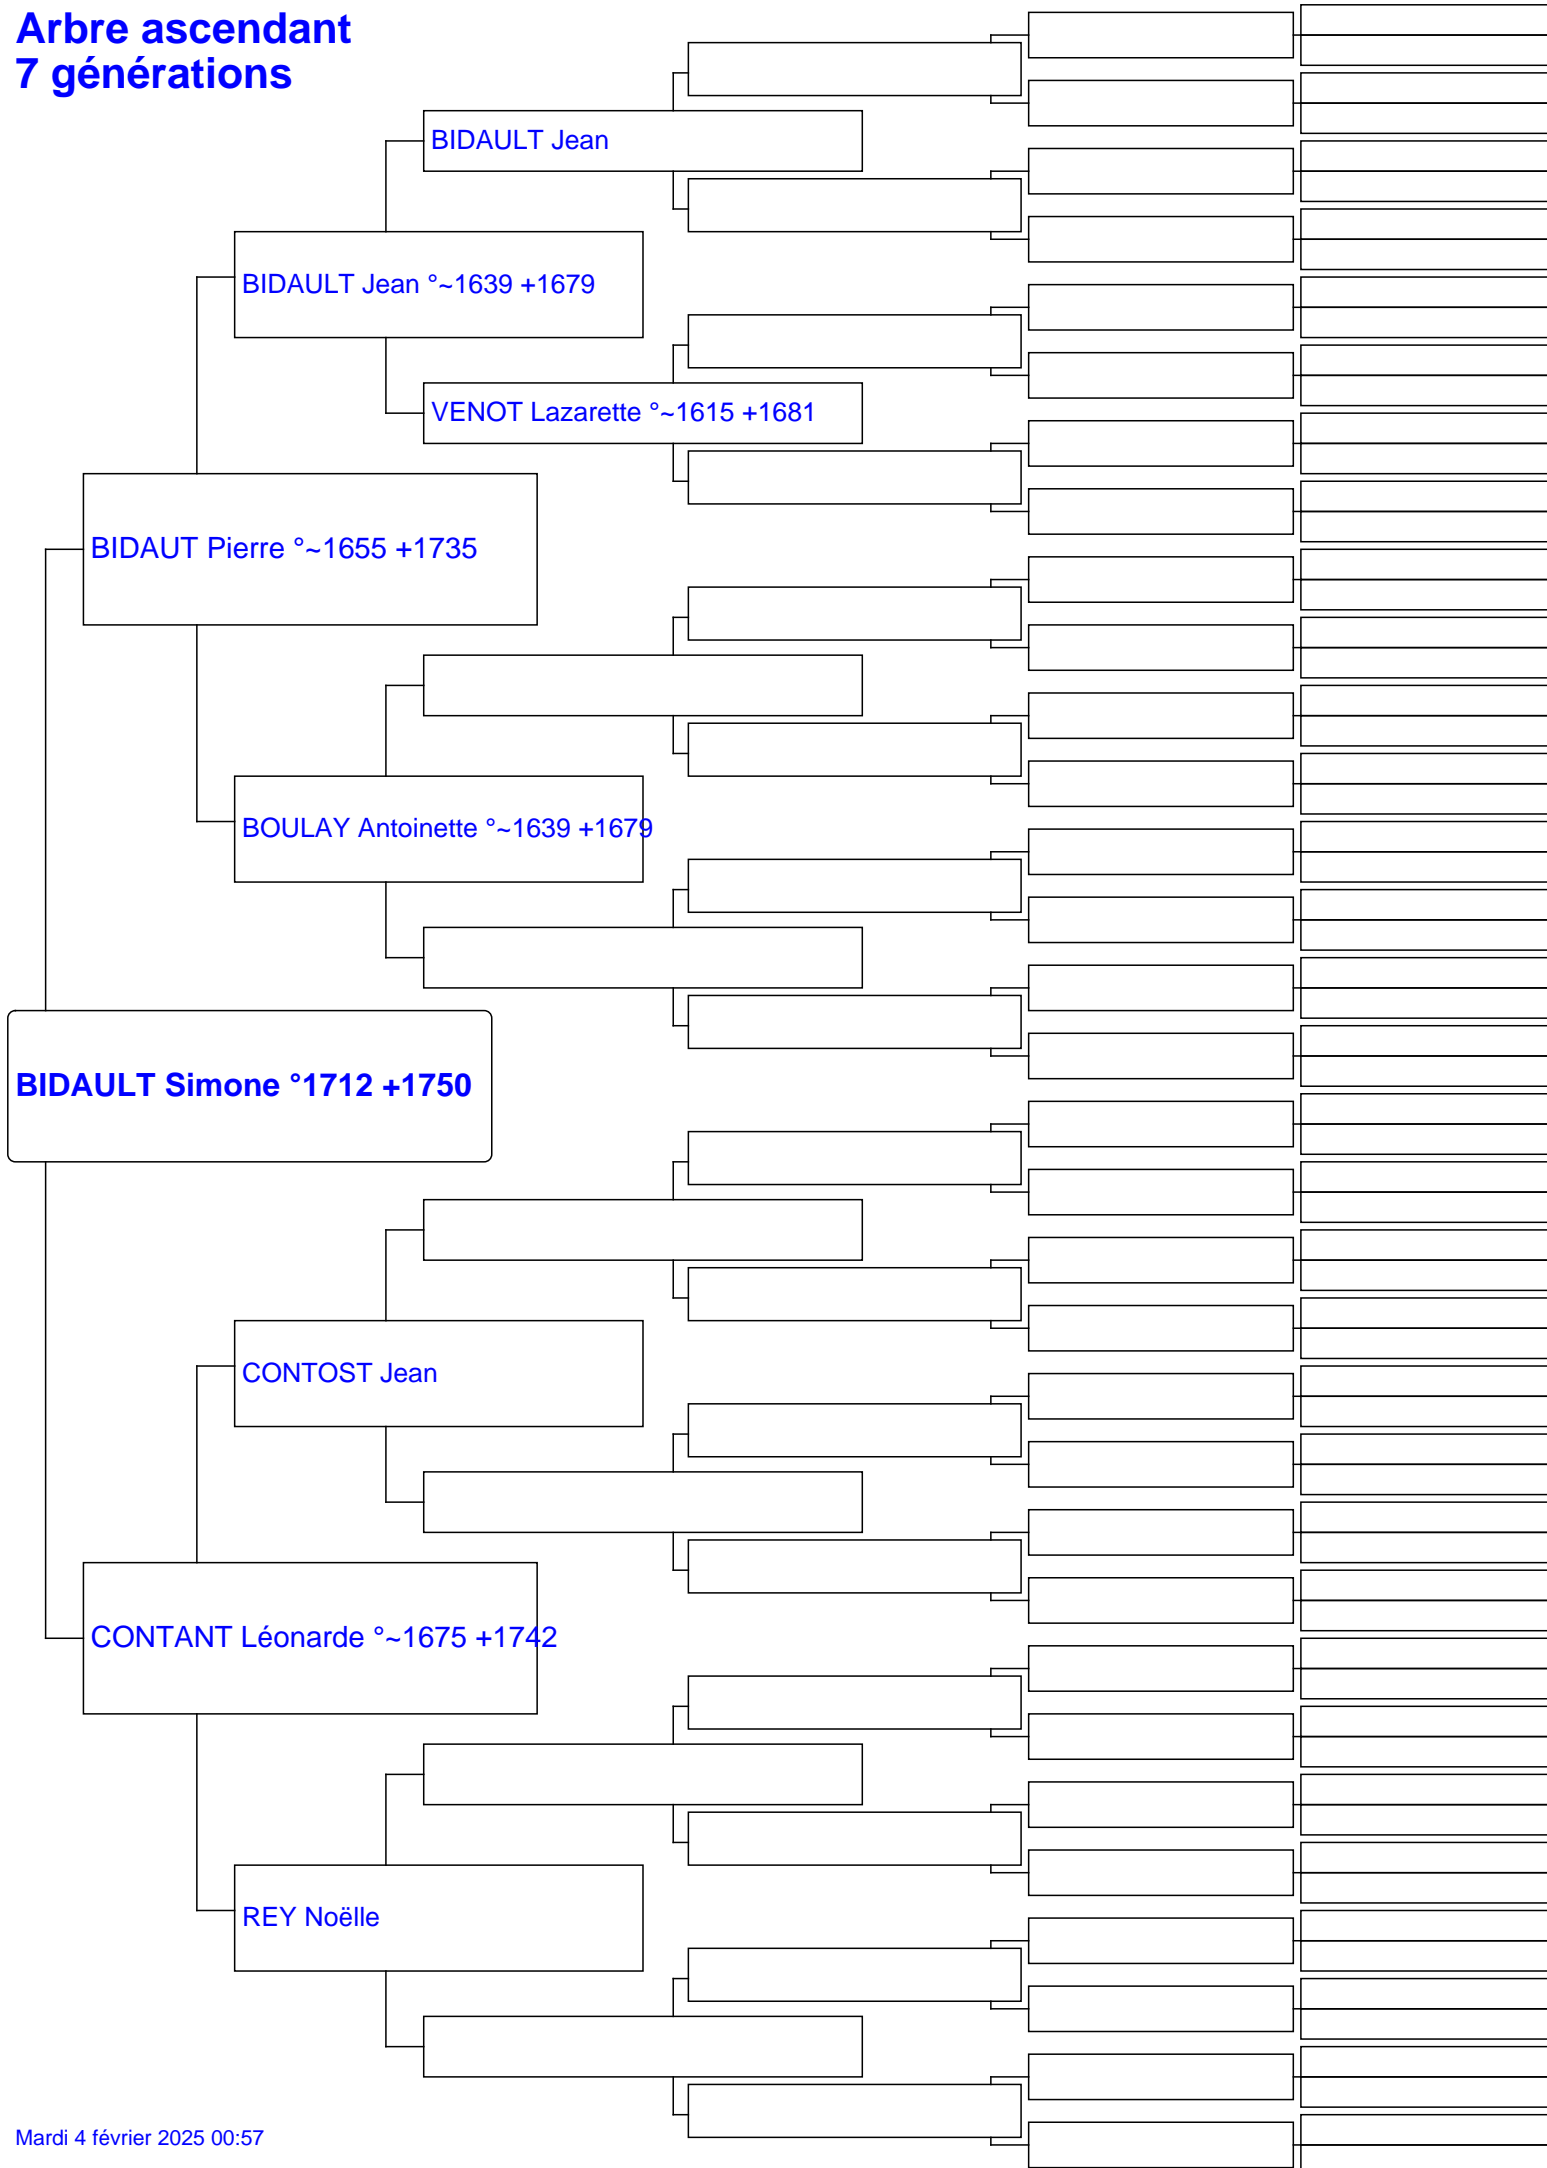 Arbre ascendant
7 générations
BIDAULT Jean
BIDAULT Jean °~1639 +1679
VENOT Lazarette °~1615 +1681
BIDAUT Pierre °~1655 +1735
BOULAY Antoinette °~1639 +1679
BIDAULT Simone °1712 +1750
CONTOST Jean
CONTANT Léonarde °~1675 +1742
REY Noëlle
Mardi 4 février 2025 00:57